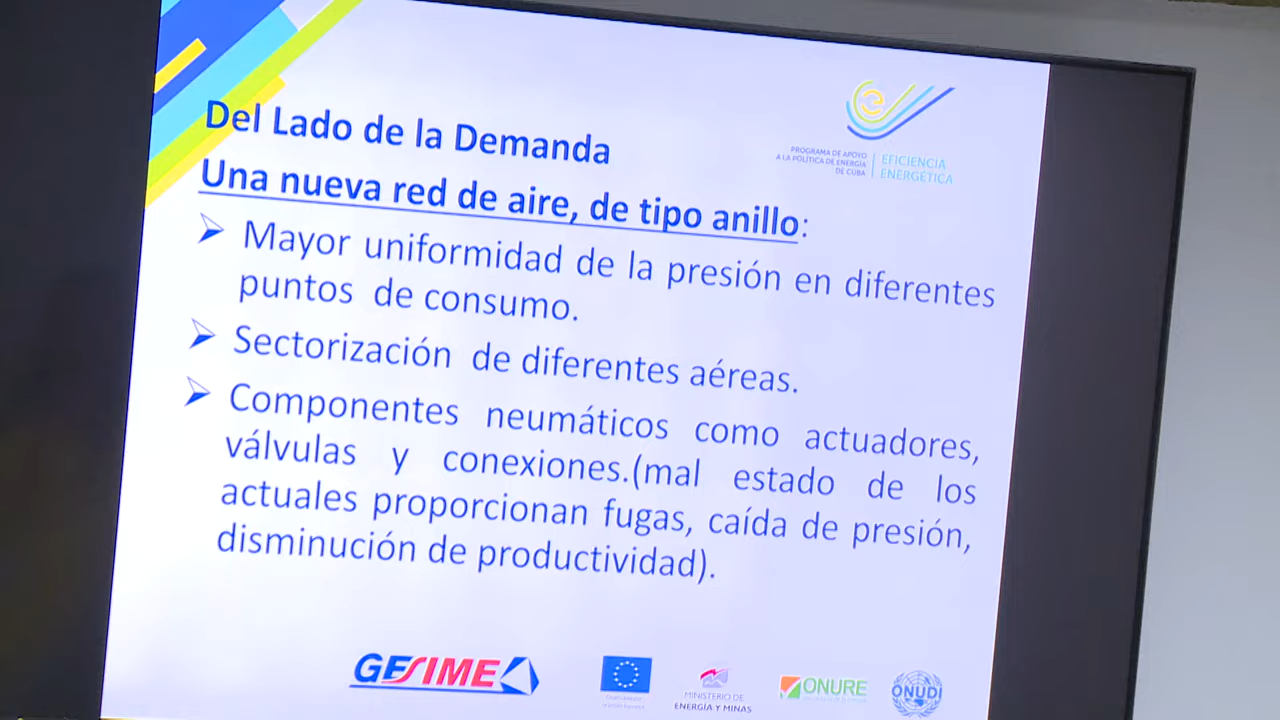 Del Lado de la Demanda
Una nueva red de aire, de tipo anillo:
Mayor uniformidad de la presión en diferentes
puntos de consumo.
Sectorización de diferentes aéreas.
Componentes neumáticos como actuadores,
válvulas y conexiones.(mal estado de los
actuales proporcionan fugas, caída de presión,
disminución de productividad).
PROGRAMA DE APOYO
A LA POLÍTICA DE ENERGÍA
DE CUBA
EFICIENCIA
ENERGÉTICA
GESIME
MINISTERIO DE
ENERGÍA Y MINAS
ONURE
ONUDI